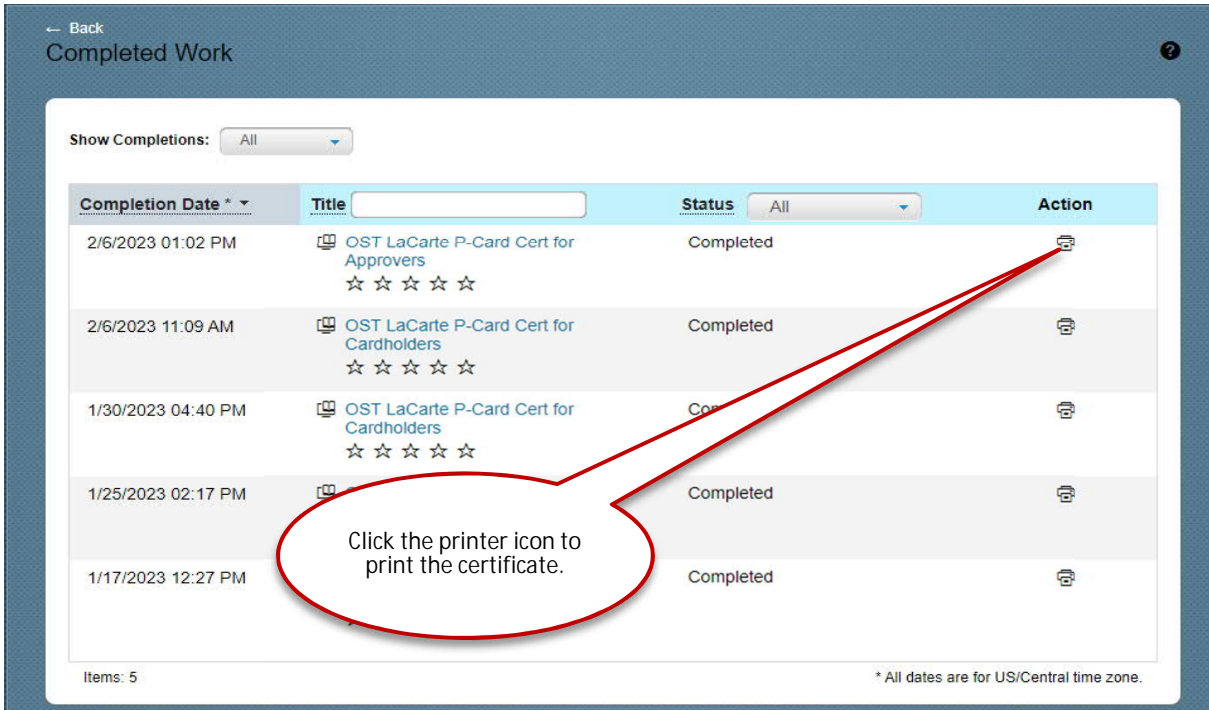 ← Back
Completed Work
Show Completions: All
Completion Date * Title Status All Action
2/6/2023 01:02 PM OST LaCarte P-Card Cert for Completed
Approvers
2/6/2023 11:09 AM OST LaCarte P-Card Cert for Completed
Cardholders
1/30/2023 04:40 PM OST LaCarte P-Card Cert for
Cardholders
1/25/2023 02:17 PM Completed
Click the printer icon to
print the certificate.
1/17/2023 12:27 PM Completed
Items: 5 * All dates are for US/Central time zone.